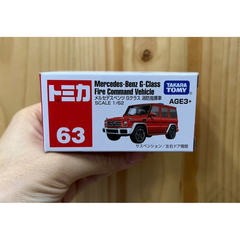 トミカ
63
Mercedes-Benz G-Class
Fire Command Vehicle
メルセデスベンツ Gクラス 消防指揮車
SCALE 1/62
TAKARA
TOMY
AGE3+
サスペンション/左右ドア開閉